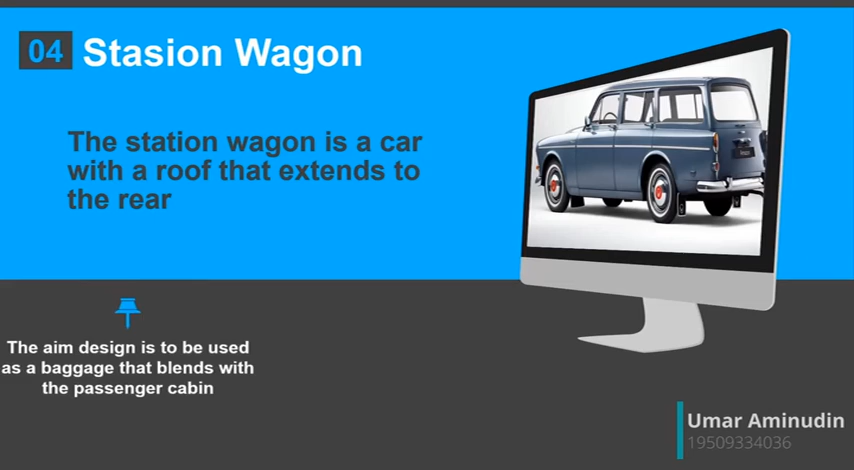 04 Stasion Wagon
The station wagon is a car
with a roof that extends to
the rear
The aim design is to be used
as a baggage that blends with
the passenger cabin
Umar Aminudin
19509334036